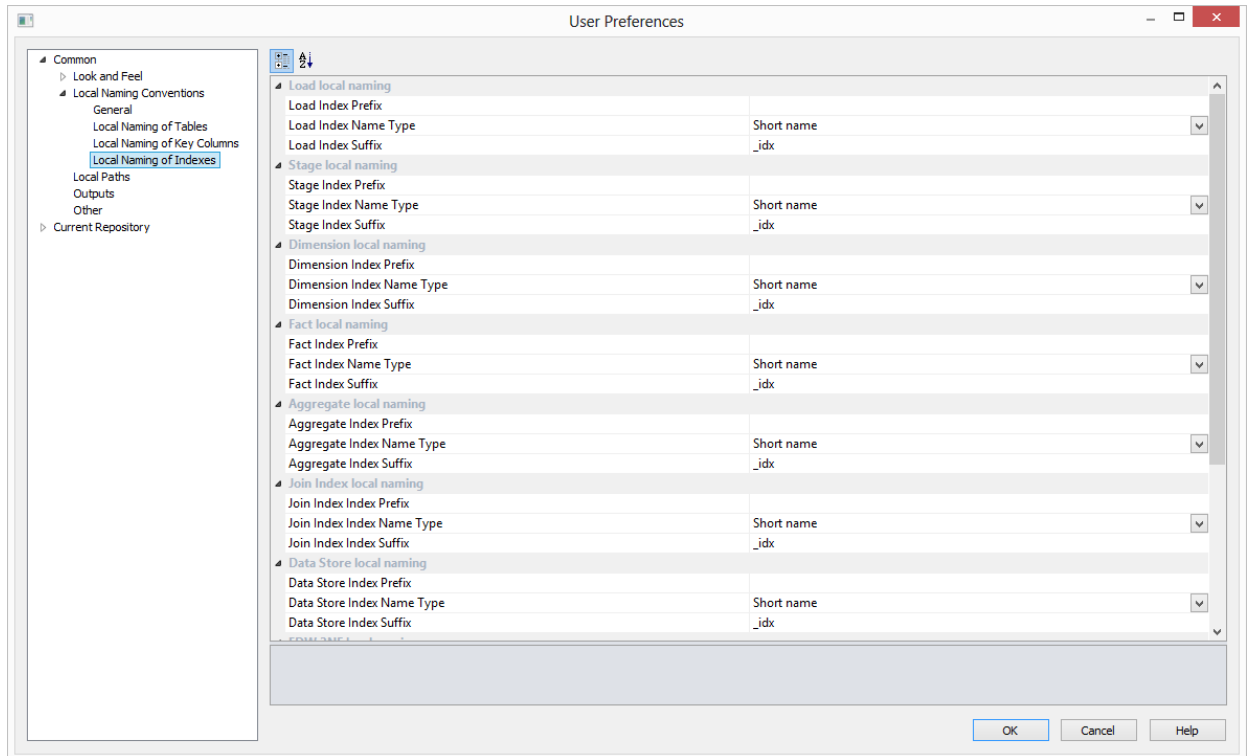 User Preferences
Common
Look and Feel
Local Naming Conventions
General
Local Naming of Tables
Local Naming of Key Columns
Local Naming of Indexes
Local Paths
Outputs
Other
Current Repository
Load local naming
Load Index Prefix
Load Index Name Type Short name
Load Index Suffix _idx
Stage local naming
Stage Index Prefix
Stage Index Name Type Short name
Stage Index Suffix _idx
Dimension local naming
Dimension Index Prefix
Dimension Index Name Type Short name
Dimension Index Suffix _idx
Fact local naming
Fact Index Prefix
Fact Index Name Type Short name
Fact Index Suffix _idx
Aggregate local naming
Aggregate Index Prefix
Aggregate Index Name Type Short name
Aggregate Index Suffix _idx
Join Index local naming
Join Index Index Prefix
Join Index Index Name Type Short name
Join Index Index Suffix _idx
Data Store local naming
Data Store Index Prefix
Data Store Index Name Type Short name
Data Store Index Suffix _idx
OK Cancel Help